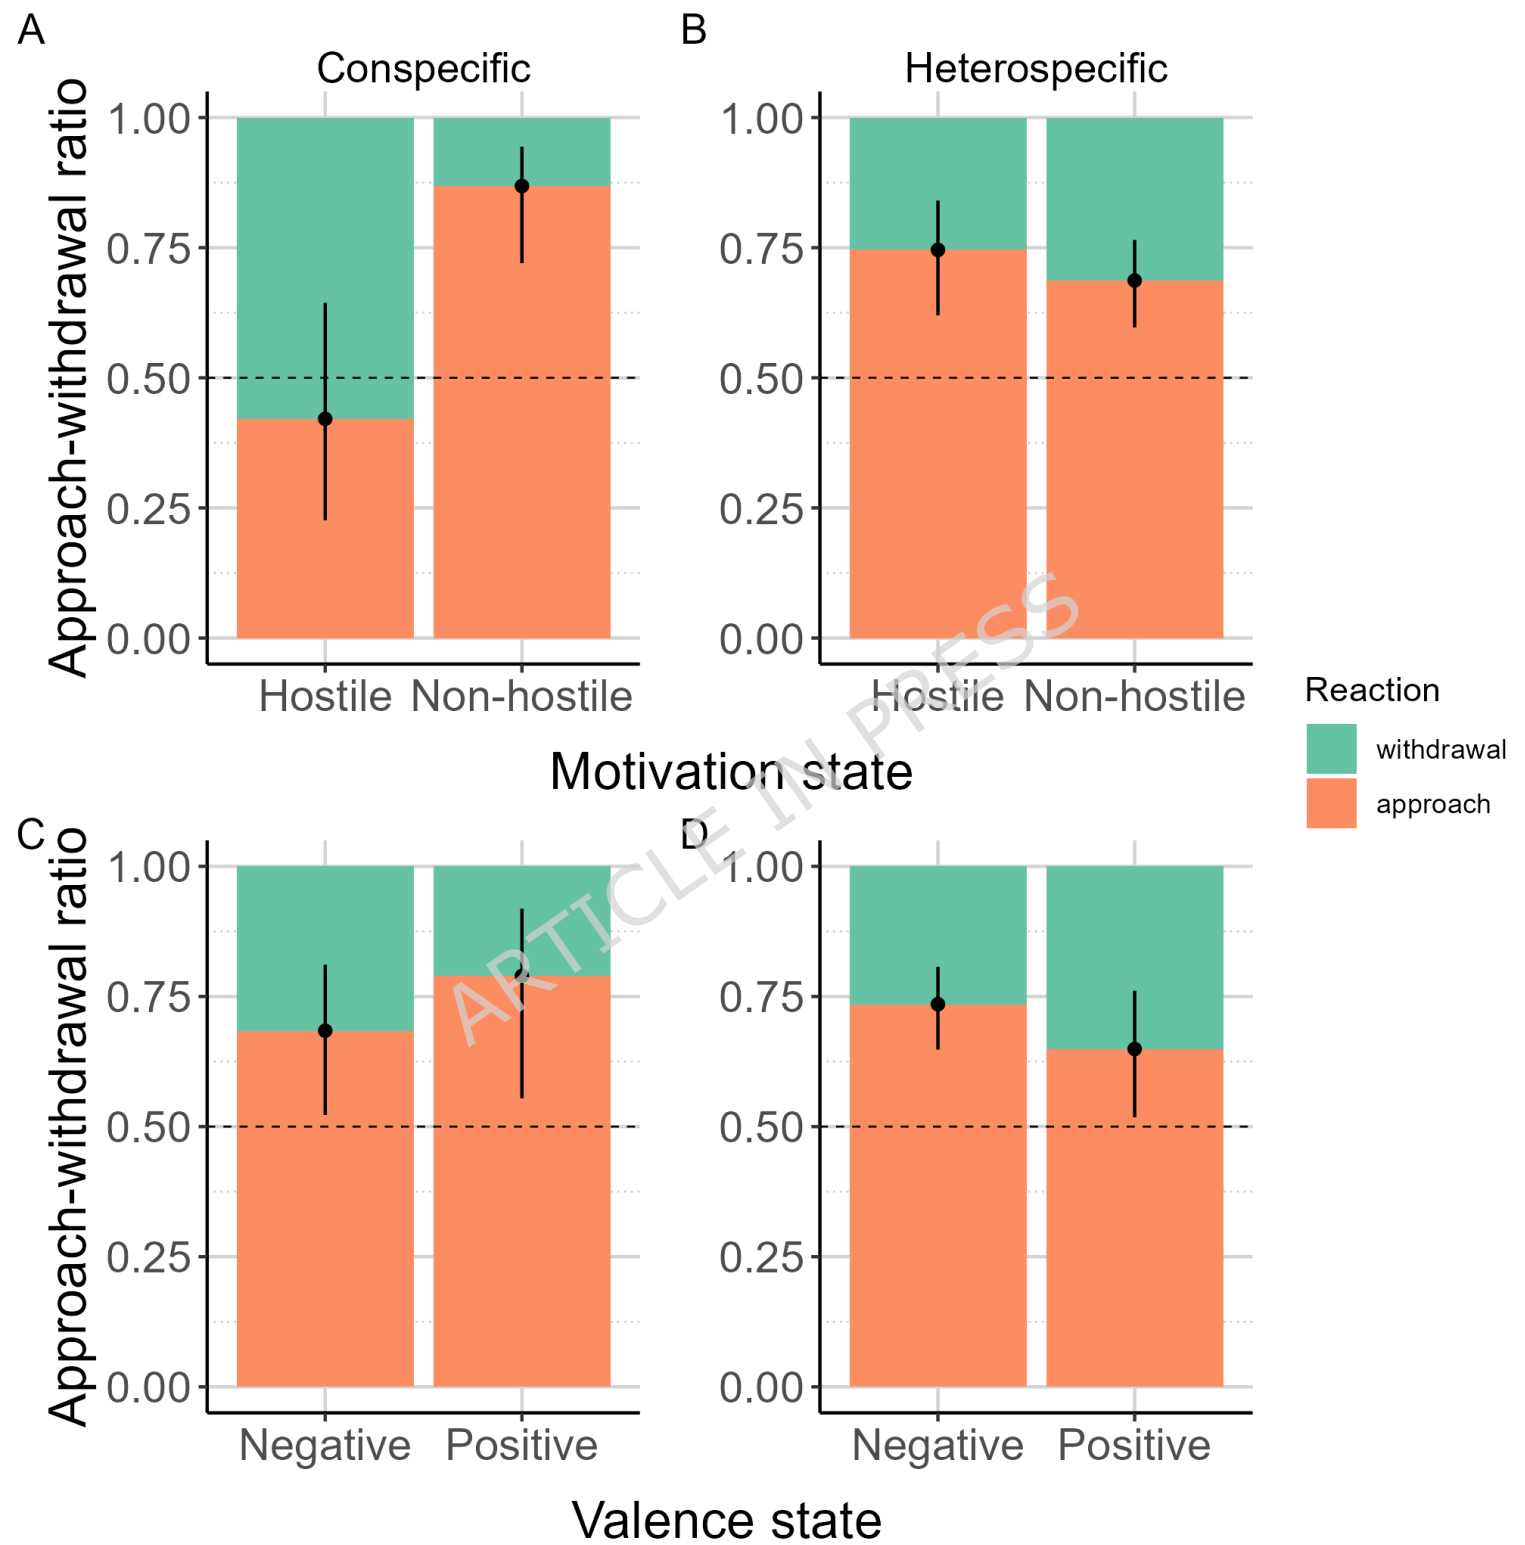 A
B
Conspecific
Heterospecific
Approach-withdrawal ratio
1.00
0.75
0.50
0.25
0.00
1.00
0.75
0.50
0.25
0.00
Hostile Non-hostile
Hostile Non-hostile
Motivation state
Reaction
withdrawal
approach
C
D
Approach-withdrawal ratio
1.00
0.75
0.50
0.25
0.00
1.00
0.75
0.50
0.25
0.00
Negative Positive
Negative Positive
Valence state
ARTICLE IN PRESS